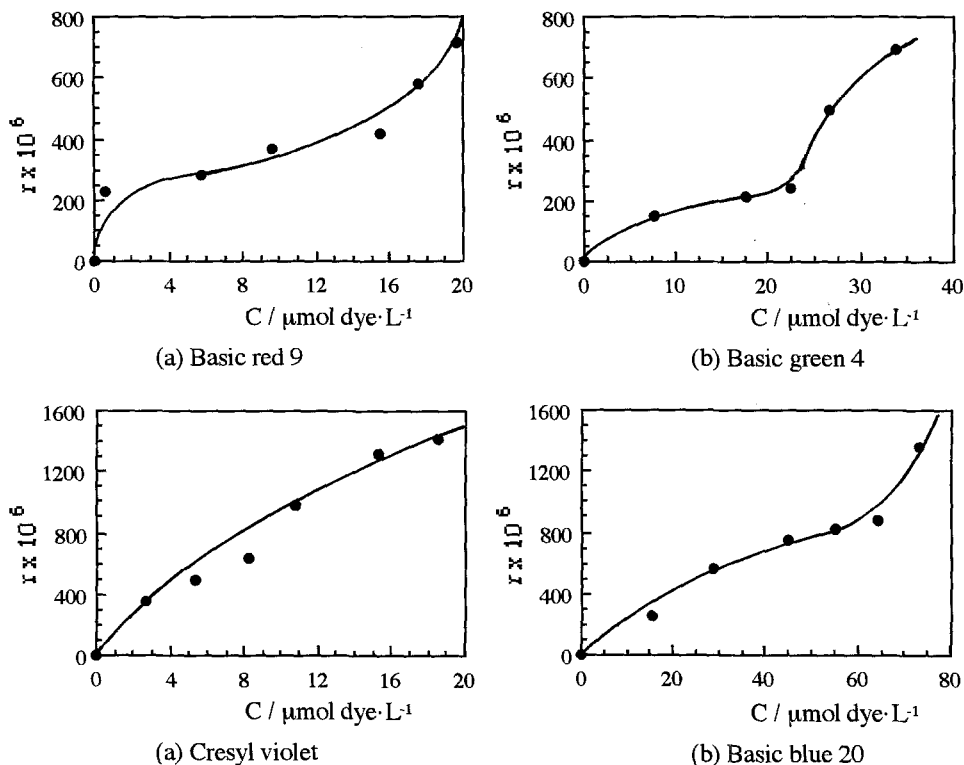 800
600
400
200
0
r x 10 6
0 4 8 12 16 20
C / μmol dye·L-1
(a) Basic red 9
800
600
400
200
0
r x 10 6
0 10 20 30 40
C / μmol dye·L-1
(b) Basic green 4
1600
1200
800
400
0
r x 10 6
0 4 8 12 16 20
C / μmol dye·L-1
(a) Cresyl violet
1600
1200
800
400
0
r x 10 6
0 20 40 60 80
C / μmol dye·L-1
(b) Basic blue 20